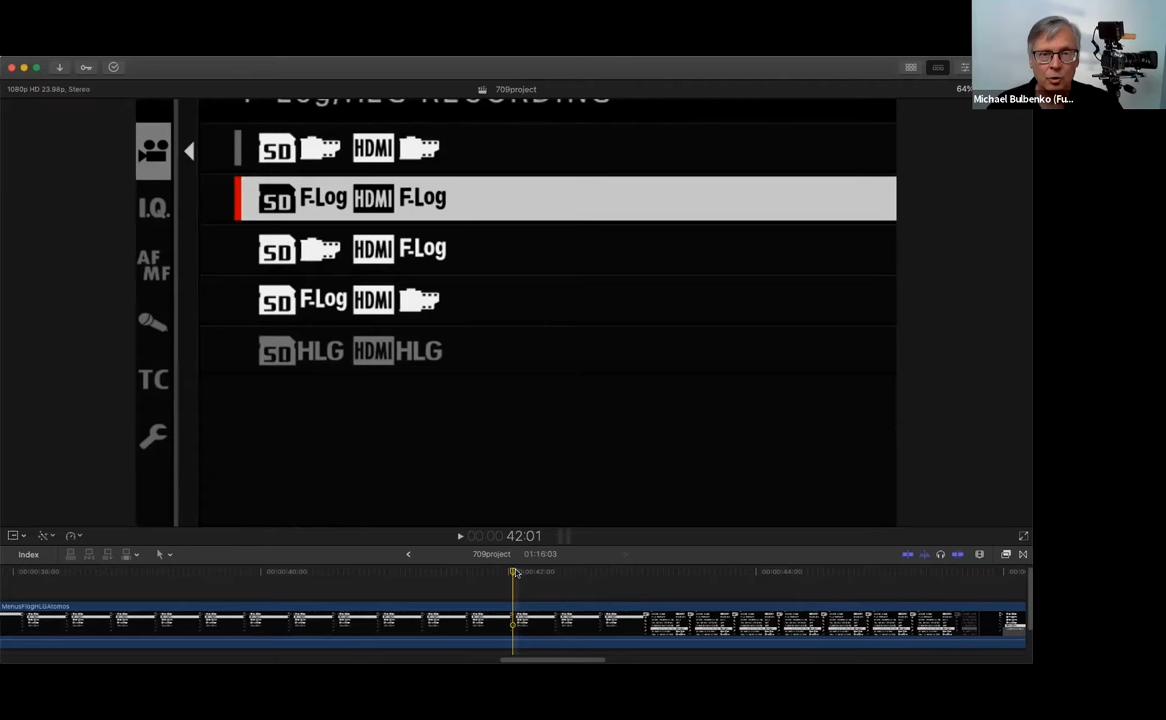 1080p HD 23.98p, Stereo
709project
64%
Michael Bulbenko (Fu...
F-Log/HLG RECORDING
SD HDMI
SD F-Log HDMI F-Log
SD HDMI F-Log
SD F-Log HDMI
SD HLG HDMI HLG
I.Q.
AF
MF
TC
00:00:42:01
Index
709project
01:16:03
00:00:38:00
00:00:40:00
00:00:42:00
00:00:44:00
00:00
MenusFlogHLGAtomos